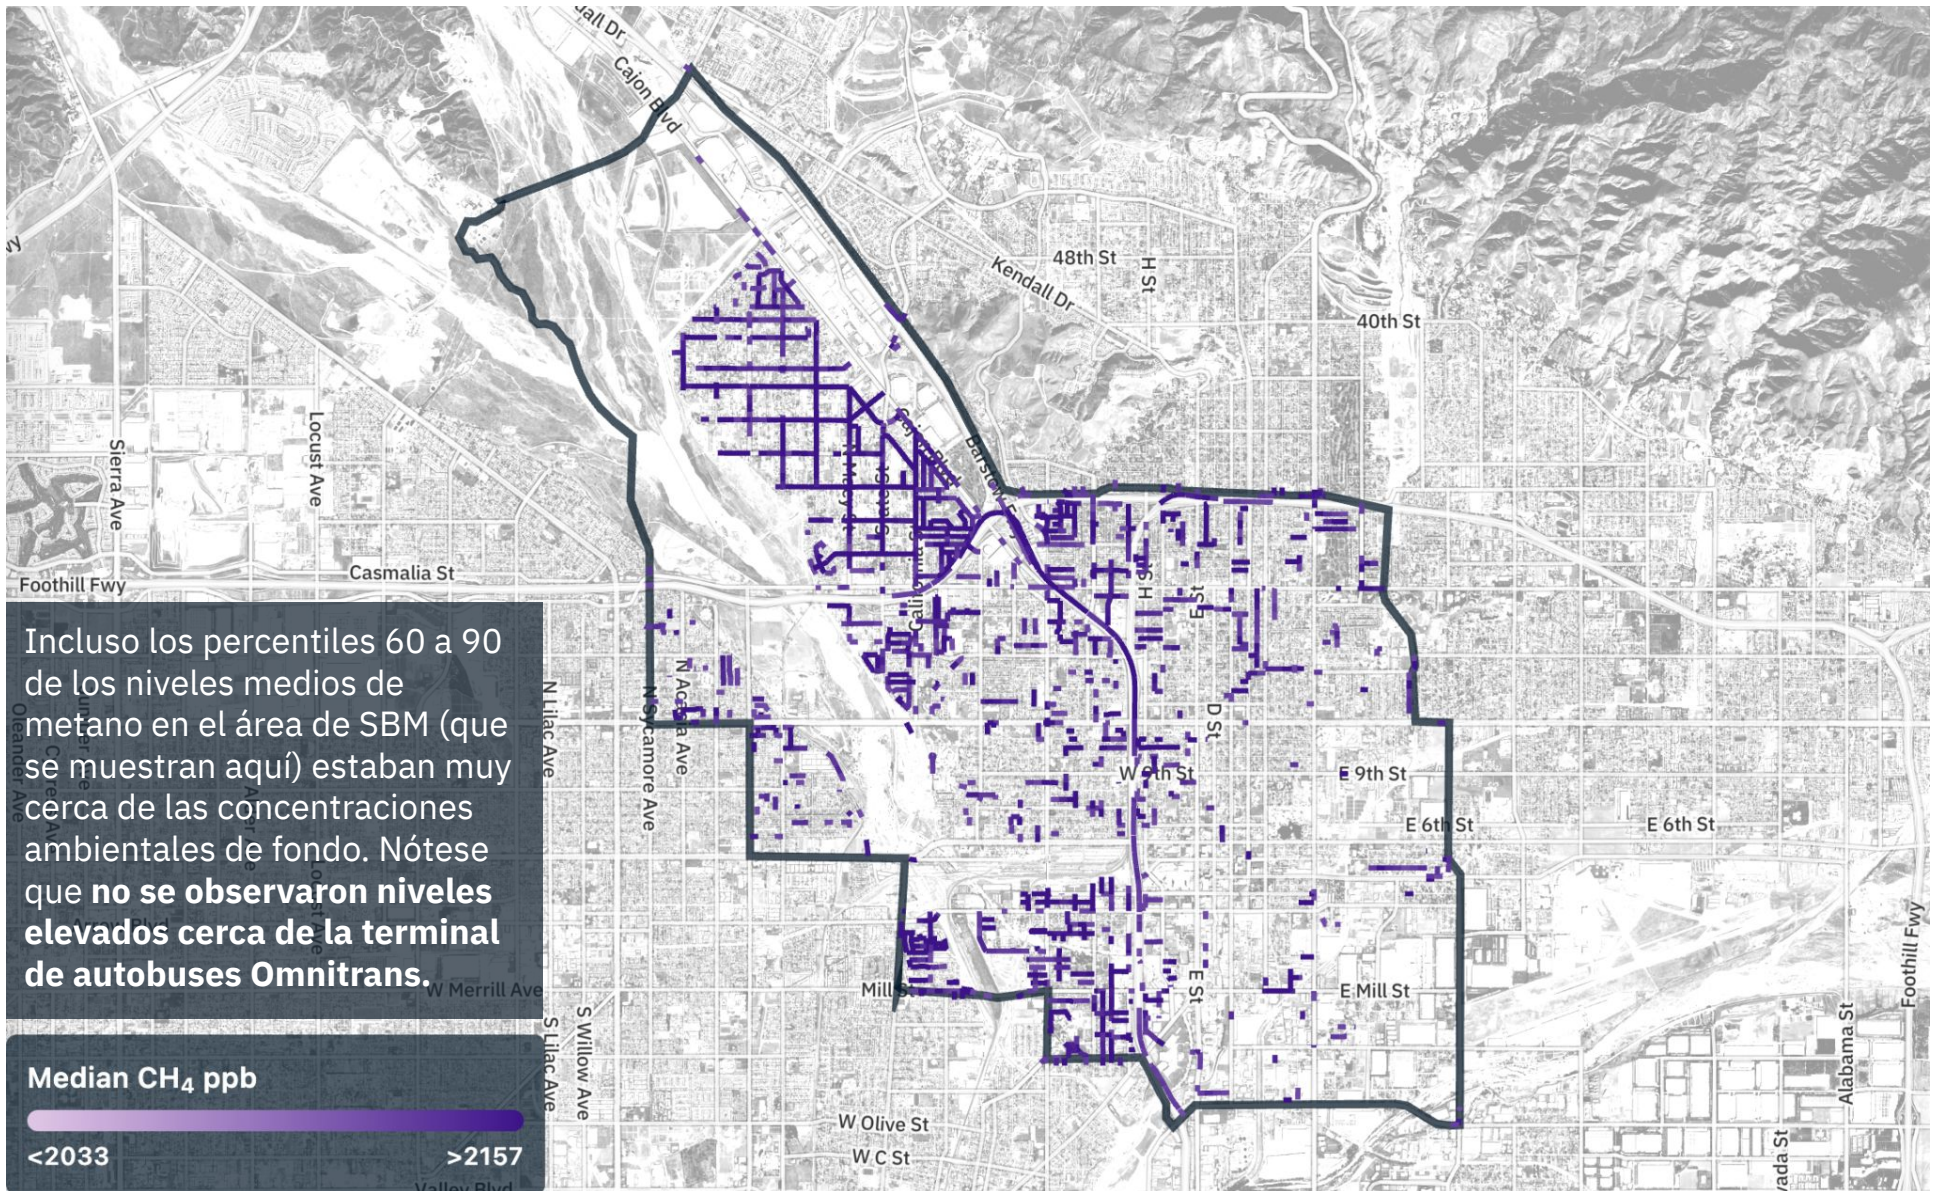 Cajon Blvd
48th St
H St
Kendall Dr
40th St
Sierra Ave
Locust Ave
Casmalia St
Foothill Fwy
H St
E St
N Lilac Ave
N Sycamore Ave
N Acacia Ave
D St
W 9th St
E 9th St
E 6th St
E 6th St
Incluso los percentiles 60 a 90
de los niveles medios de
metano en el área de SBM (que
se muestran aquí) estaban muy
cerca de las concentraciones
ambientales de fondo. Nótese
que no se observaron niveles
elevados cerca de la terminal
de autobuses Omnitrans.
W Merrill Ave
Mill St
E St
E Mill St
Foothill Fwy
S Lilac Ave
S Willow Ave
Alabama St
W Olive St
W C St
Median CH₄ ppb
<2033
>2157
Valley Blvd